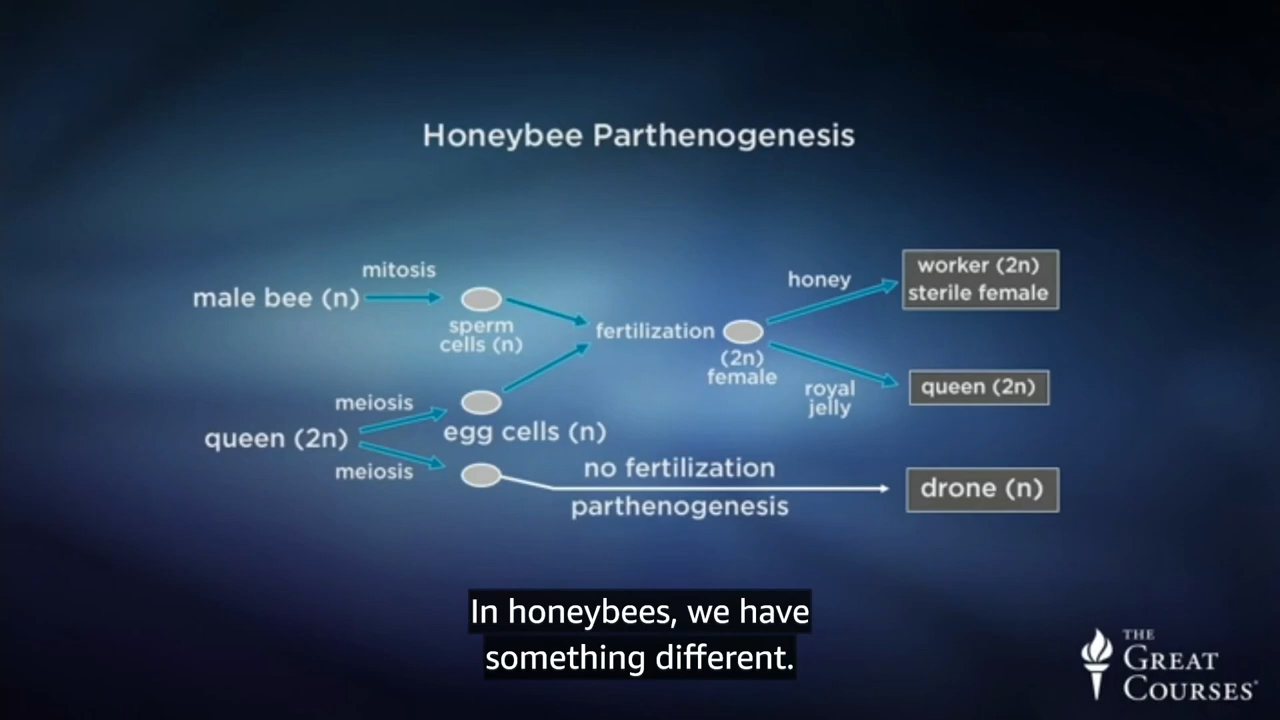 Honeybee Parthenogenesis
mitosis
male bee (n)
sperm
cells (n)
fertilization
(2n)
female
honey
worker (2n)
sterile female
royal
jelly
queen (2n)
meiosis
queen (2n)
meiosis
egg cells (n)
no fertilization
parthenogenesis
drone (n)
In honeybees, we have
something different.
THE
GREAT
COURSES®